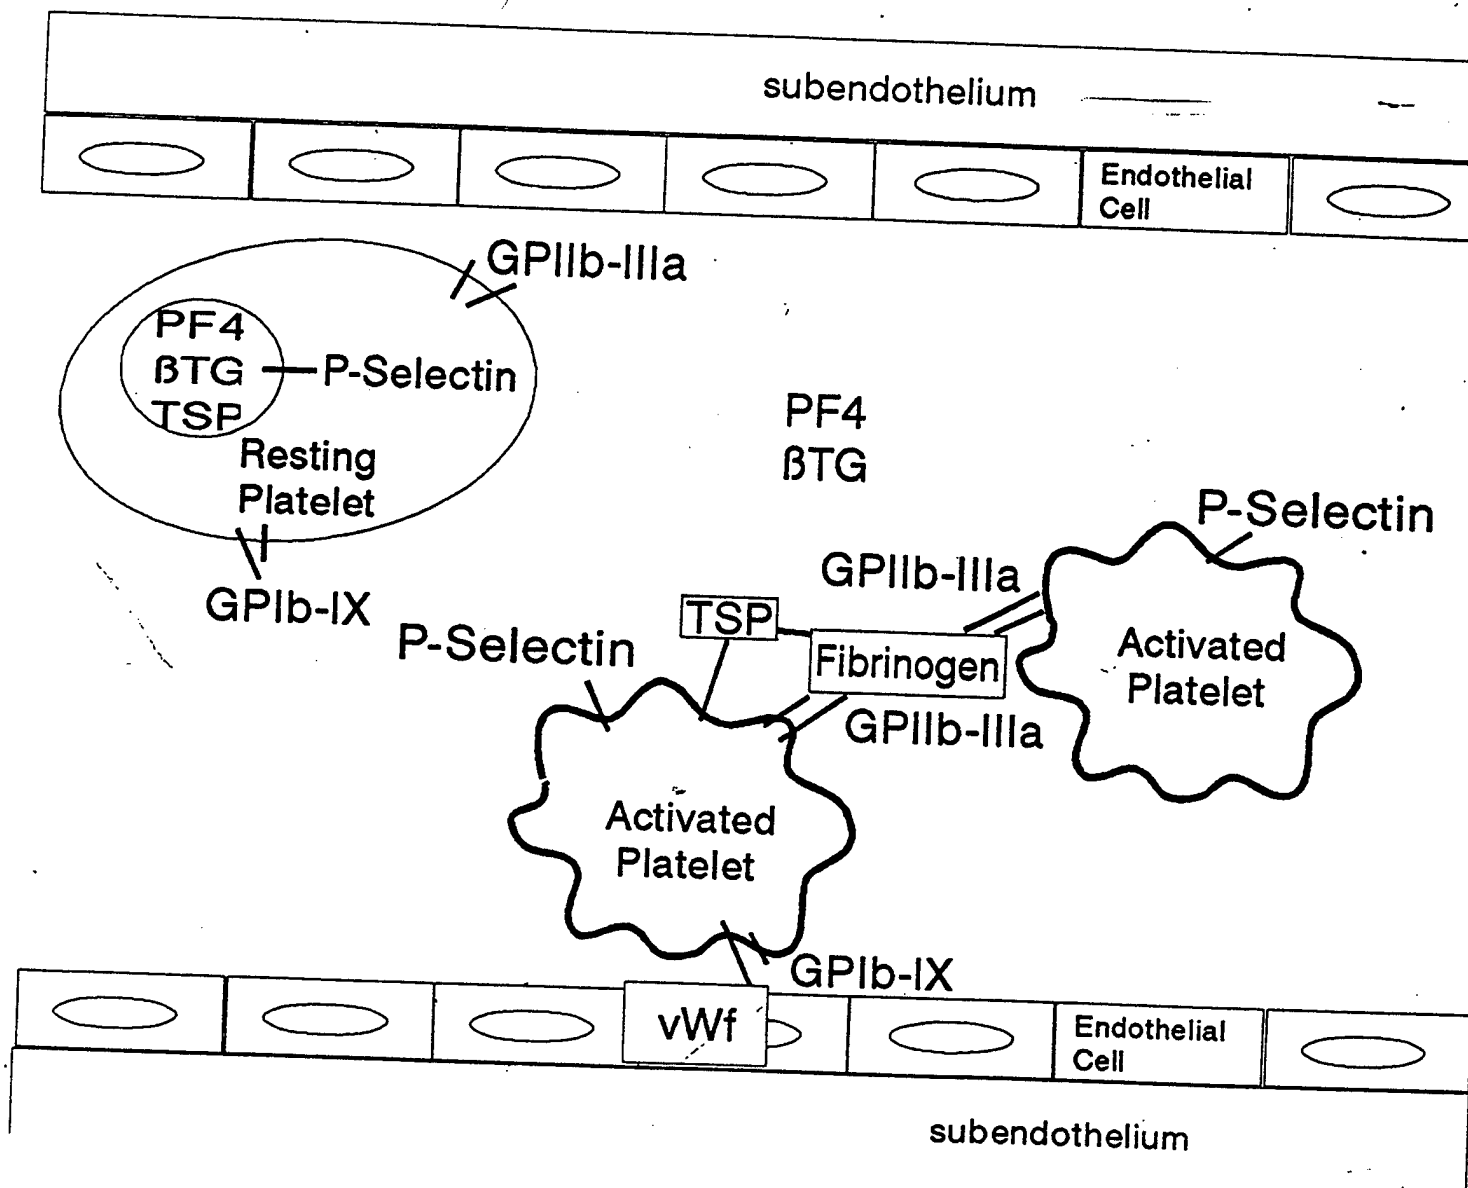 subendothelium
Endothelial
Cell
GPIIb-IIIa
PF4
βTG
TSP
P-Selectin
Resting
Platelet
GPIb-IX
PF4
βTG
P-Selectin
GPIIb-IIIa
TSP
Fibrinogen
Activated
Platelet
P-Selectin
GPIIb-IIIa
Activated
Platelet
GPIb-IX
vWf
Endothelial
Cell
subendothelium